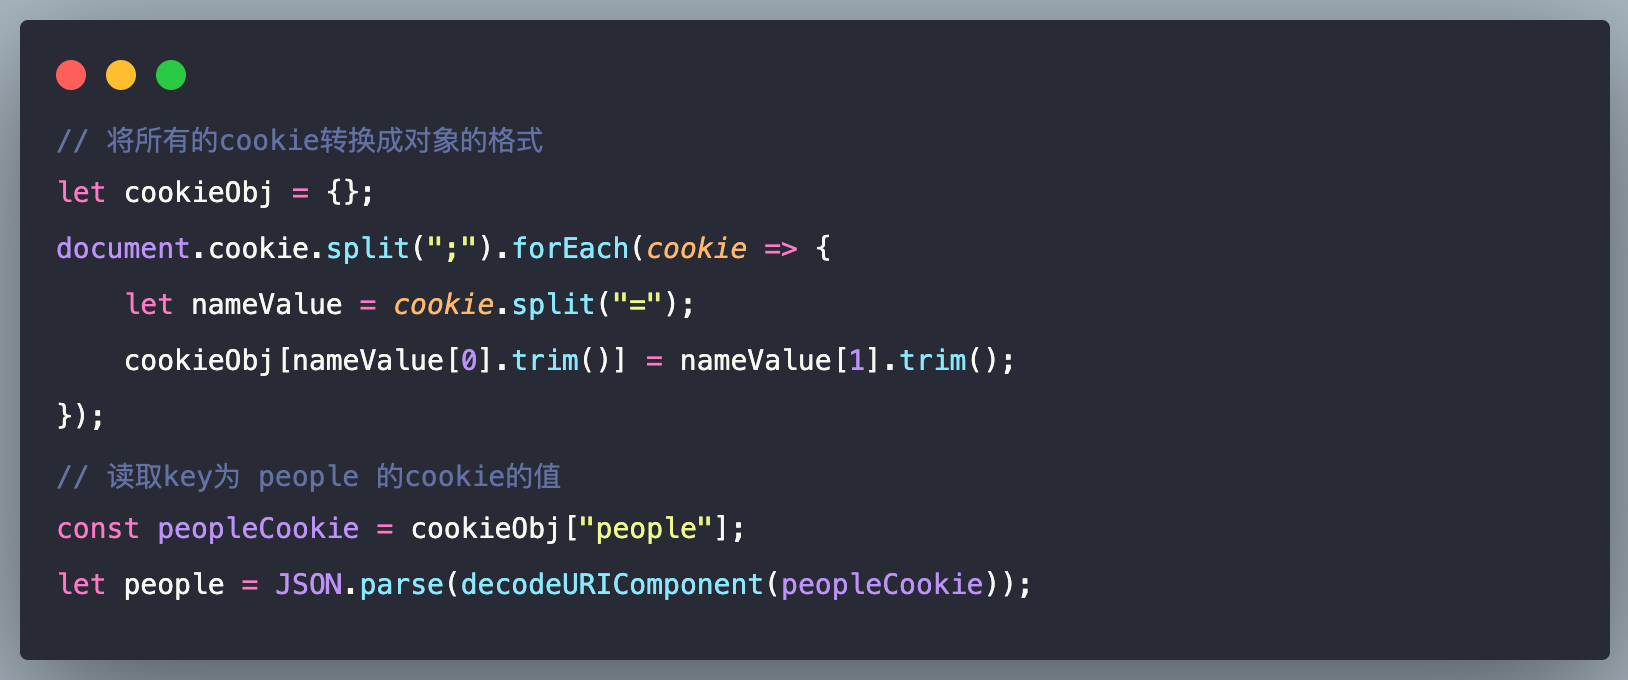 // 将所有的cookie转换成对象的格式
let cookieObj = {};
document.cookie.split(";").forEach(cookie => {
    let nameValue = cookie.split("=");
    cookieObj[nameValue[0].trim()] = nameValue[1].trim();
});
// 读取key为 people 的cookie的值
const peopleCookie = cookieObj["people"];
let people = JSON.parse(decodeURIComponent(peopleCookie));